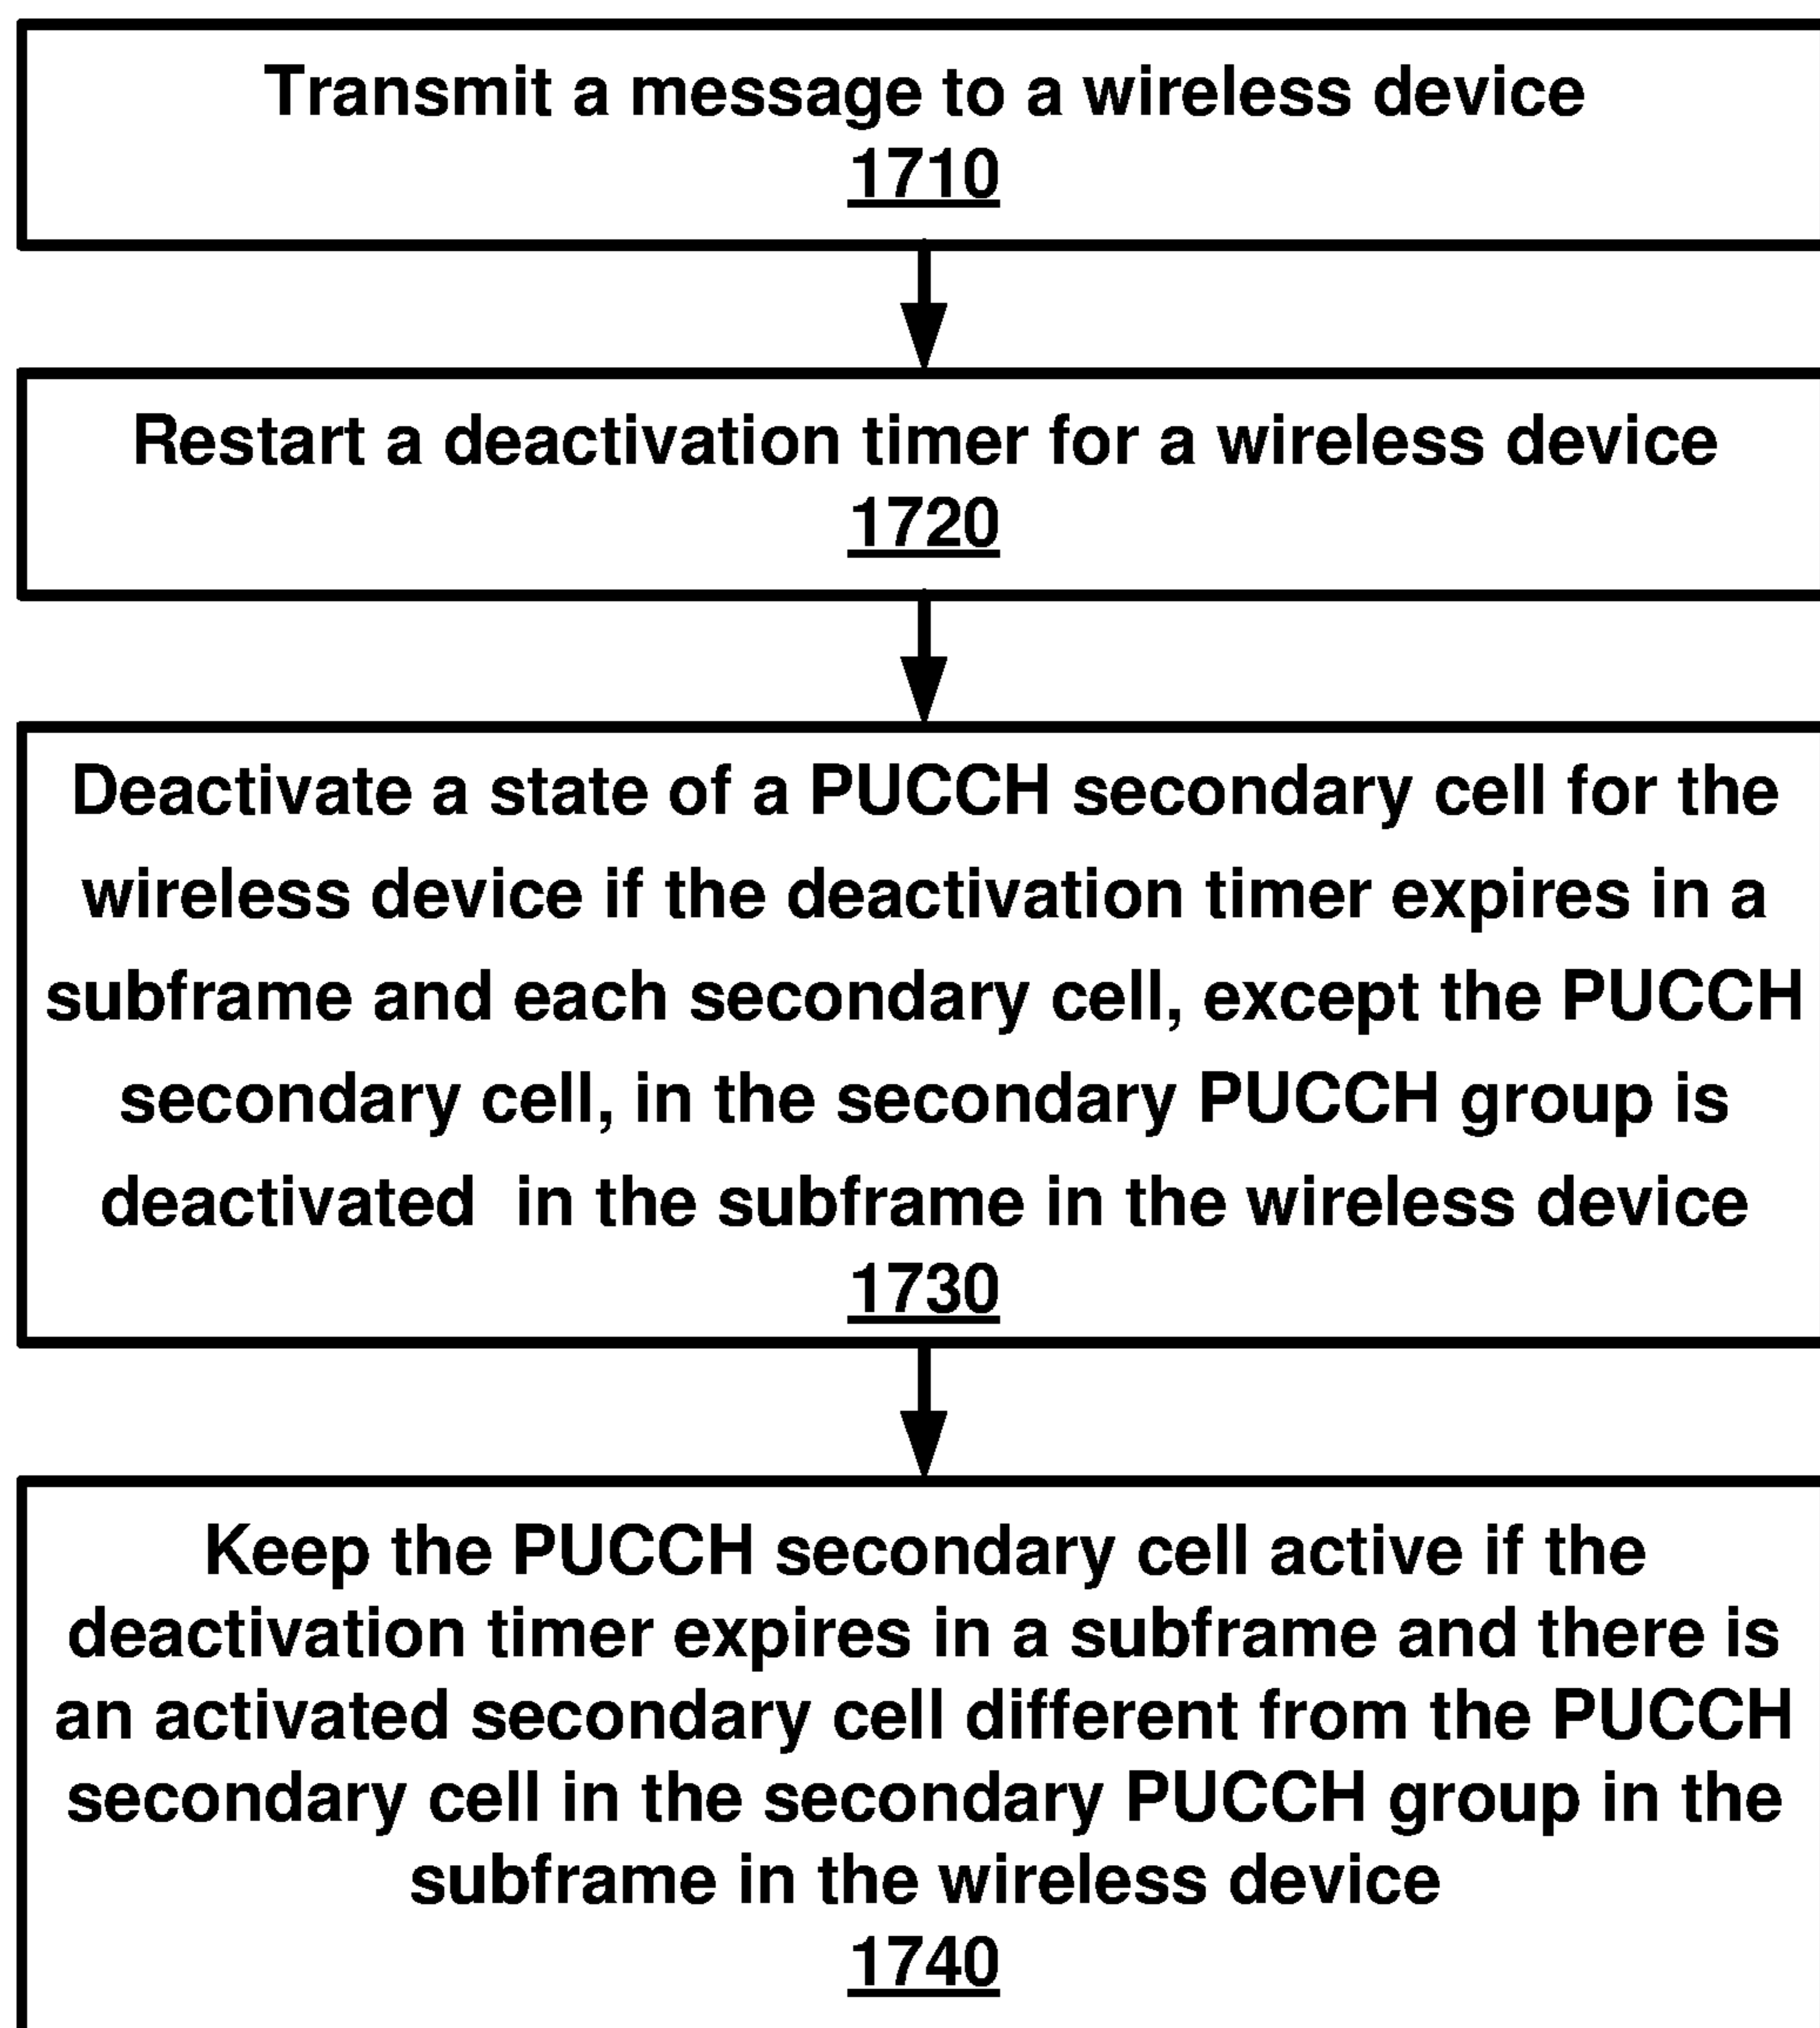 Transmit a message to a wireless device
1710
Restart a deactivation timer for a wireless device
1720
Deactivate a state of a PUCCH secondary cell for the
wireless device if the deactivation timer expires in a
subframe and each secondary cell, except the PUCCH
secondary cell, in the secondary PUCCH group is
deactivated in the subframe in the wireless device
1730
Keep the PUCCH secondary cell active if the
deactivation timer expires in a subframe and there is
an activated secondary cell different from the PUCCH
secondary cell in the secondary PUCCH group in the
subframe in the wireless device
1740